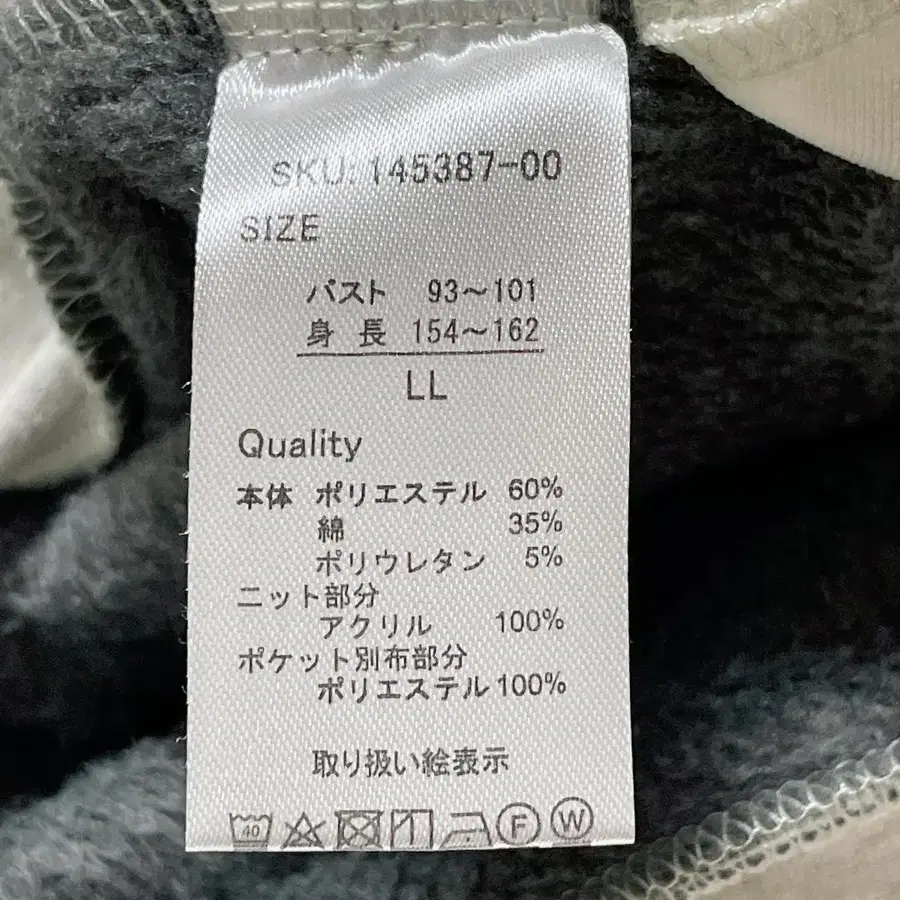 SKU: 145387-00
SIZE
バスト 93～101
身長 154～162
LL
Quality
本体 ポリエステル 60%
綿 35%
ポリウレタン 5%
ニット部分
アクリル 100%
ポケット別布部分
ポリエステル 100%
取り扱い絵表示
40 F W